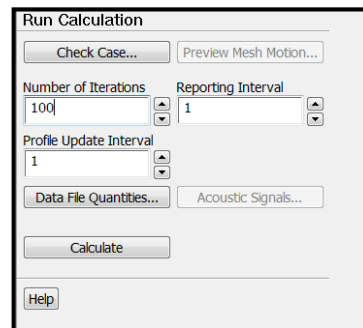 Run Calculation
Check Case... Preview Mesh Motion...
Number of Iterations Reporting Interval
100 1
Profile Update Interval
1
Data File Quantities... Acoustic Signals...
Calculate
Help